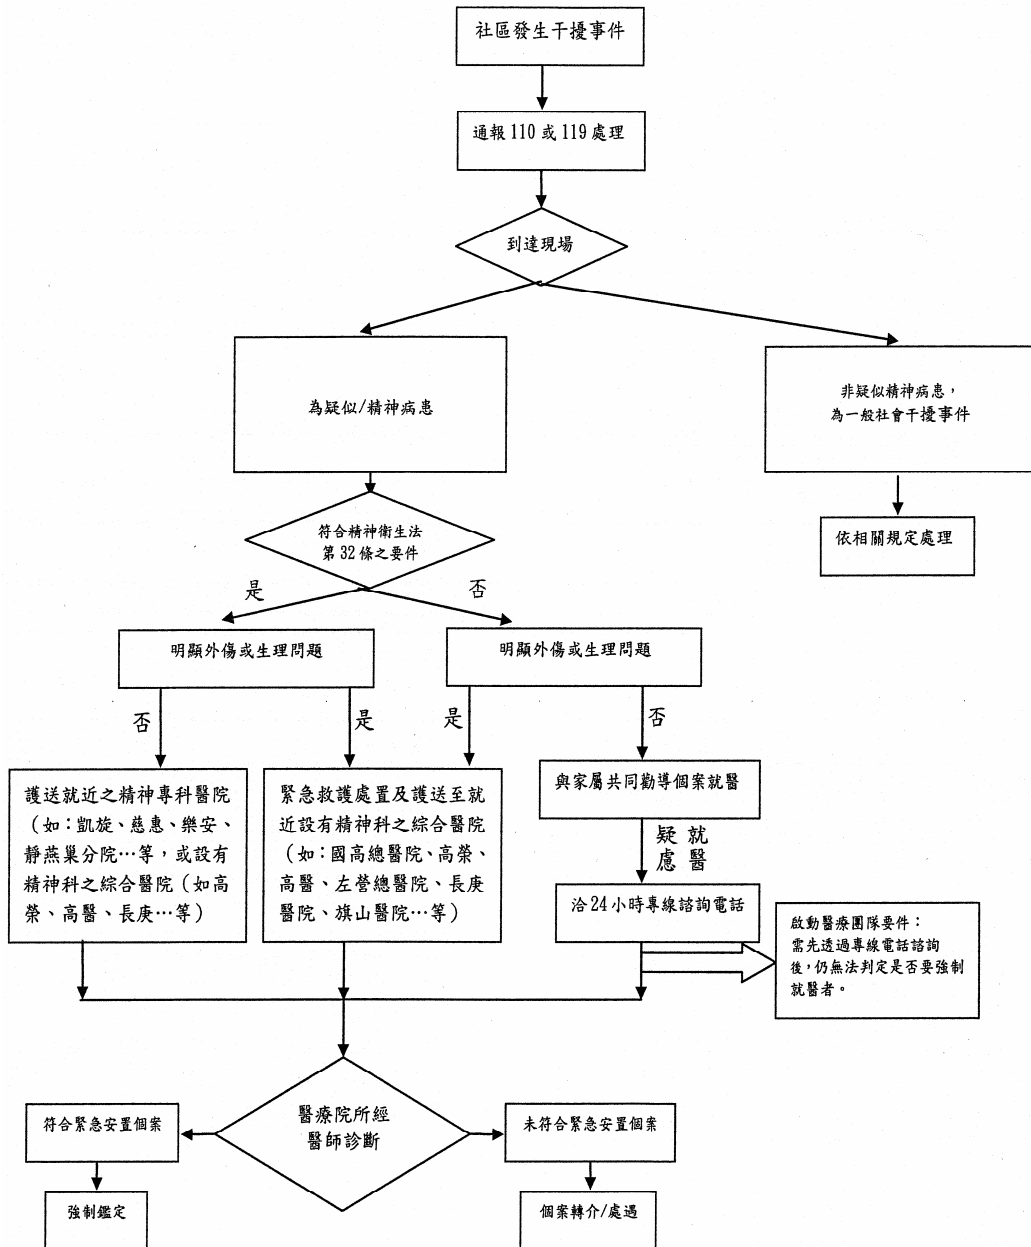 社區發生干擾事件
通報 110 或 119 處理
到達現場
為疑似/精神病患
非疑似精神病患，
為一般社會干擾事件
符合精神衛生法
第 32 條之要件
依相關規定處理
是
否
明顯外傷或生理問題
明顯外傷或生理問題
否
是
是
否
護送就近之精神專科醫院
（如：凱旋、慈惠、樂安、
靜燕巢分院…等，或設有
精神科之綜合醫院（如高
榮、高醫、長庚…等）
緊急救護處置及護送至就
近設有精神科之綜合醫院
（如：國高總醫院、高榮、
高醫、左營總醫院、長庚
醫院、旗山醫院…等）
與家屬共同勸導個案就醫
疑 就
慮 醫
洽 24 小時專線諮詢電話
啟動醫療團隊要件：
需先透過專線電話諮詢
後，仍無法判定是否要強制
就醫者。
醫療院所經
醫師診斷
符合緊急安置個案
未符合緊急安置個案
強制鑑定
個案轉介/處遇